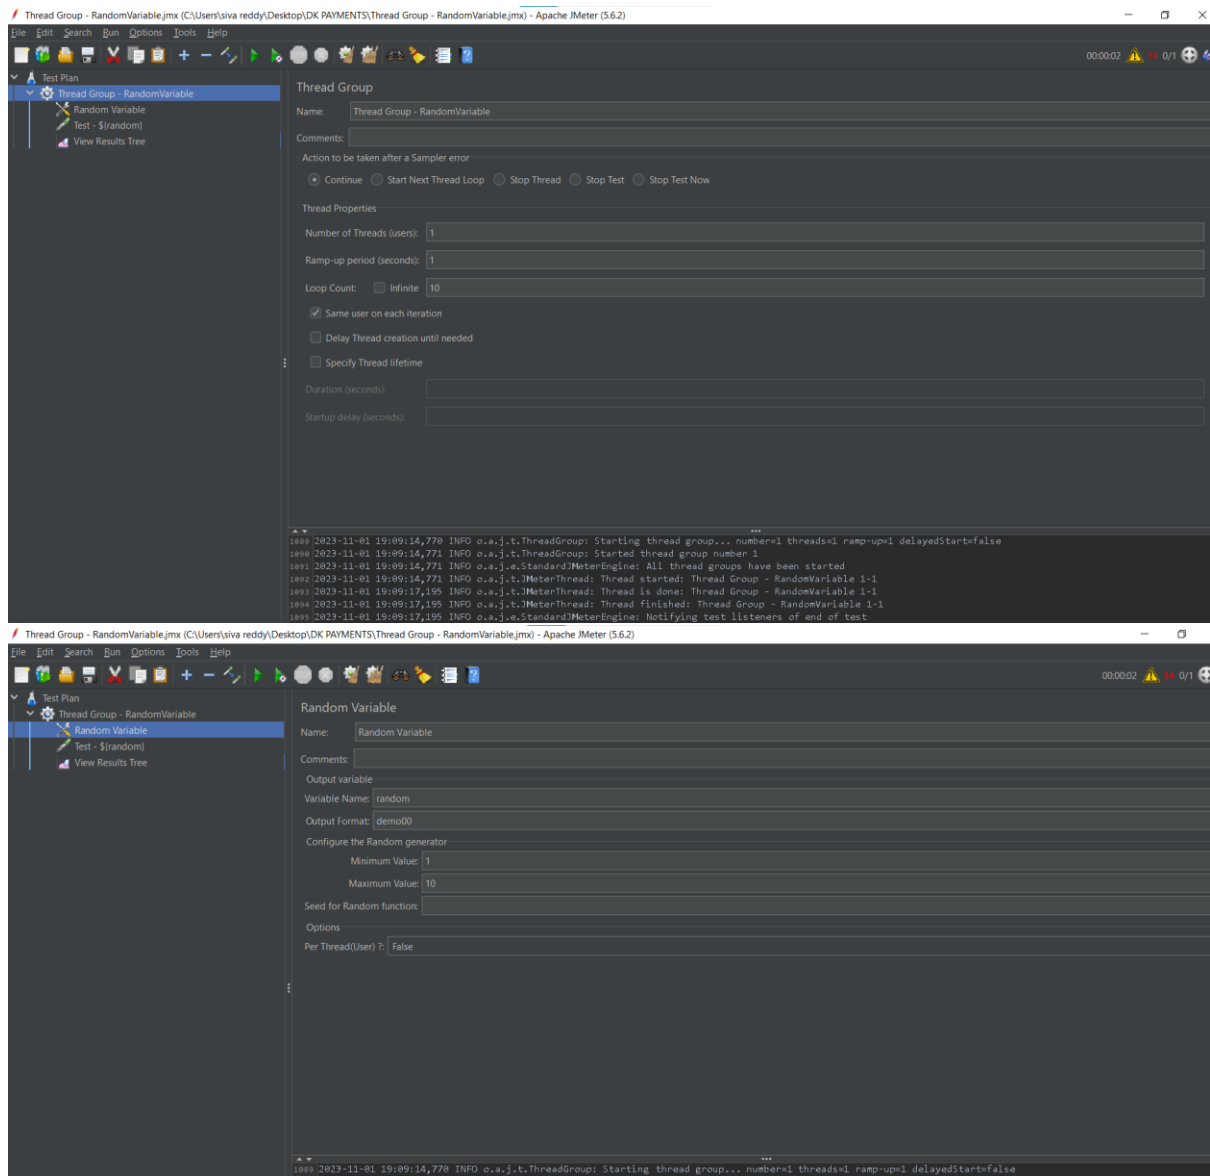 Thread Group - RandomVariable.jmx (C:\Users\siva reddy\Desktop\DK PAYMENTS\Thread Group - RandomVariable.jmx) - Apache JMeter (5.6.2)
File Edit Search Run Options Tools Help
00:00:02 14 0/1
Test Plan
Thread Group - RandomVariable
Random Variable
Test - ${random}
View Results Tree
Thread Group
Name: Thread Group - RandomVariable
Comments:
Action to be taken after a Sampler error
Continue Start Next Thread Loop Stop Thread Stop Test Stop Test Now
Thread Properties
Number of Threads (users): 1
Ramp-up period (seconds): 1
Loop Count: Infinite 10
Same user on each iteration
Delay Thread creation until needed
Specify Thread lifetime
Duration (seconds):
Startup delay (seconds):
1089 2023-11-01 19:09:14,770 INFO o.a.j.t.ThreadGroup: Starting thread group... number=1 threads=1 ramp-up=1 delayedStart=false
1090 2023-11-01 19:09:14,771 INFO o.a.j.t.ThreadGroup: Started thread group number 1
1091 2023-11-01 19:09:14,771 INFO o.a.j.e.StandardJMeterEngine: All thread groups have been started
1092 2023-11-01 19:09:14,771 INFO o.a.j.t.JMeterThread: Thread started: Thread Group - RandomVariable 1-1
1093 2023-11-01 19:09:17,195 INFO o.a.j.t.JMeterThread: Thread is done: Thread Group - RandomVariable 1-1
1094 2023-11-01 19:09:17,195 INFO o.a.j.t.JMeterThread: Thread finished: Thread Group - RandomVariable 1-1
1095 2023-11-01 19:09:17,195 INFO o.a.j.e.StandardJMeterEngine: Notifying test listeners of end of test
Thread Group - RandomVariable.jmx (C:\Users\siva reddy\Desktop\DK PAYMENTS\Thread Group - RandomVariable.jmx) - Apache JMeter (5.6.2)
File Edit Search Run Options Tools Help
00:00:02 14 0/1
Test Plan
Thread Group - RandomVariable
Random Variable
Test - ${random}
View Results Tree
Random Variable
Name: Random Variable
Comments:
Output variable
Variable Name: random
Output Format: demo00
Configure the Random generator
Minimum Value: 1
Maximum Value: 10
Seed for Random function:
Options
Per Thread(User) ?: False
1089 2023-11-01 19:09:14,770 INFO o.a.j.t.ThreadGroup: Starting thread group... number=1 threads=1 ramp-up=1 delayedStart=false